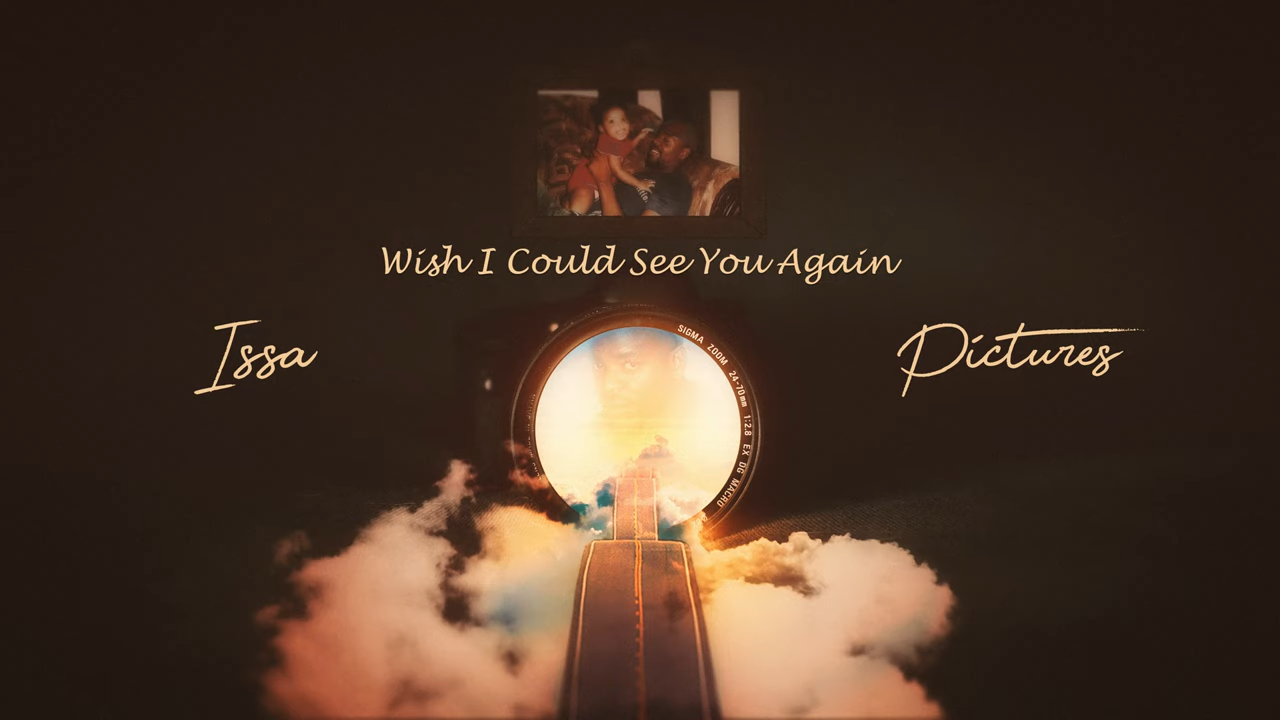 Wish I Could See You Again
Issa
Pictures
SIGMA ZOOM 24-70mm 1:2.8 EX DG MACRO